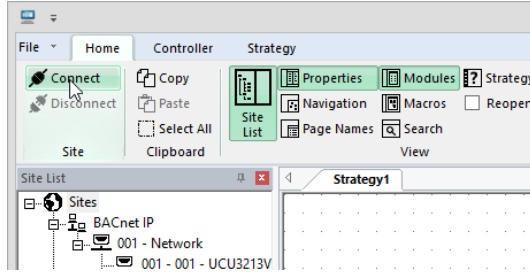 File Home Controller Strategy
Connect Copy Properties Modules Strategy
Disconnect Paste Site List Navigation Macros Reopen
Select All Page Names Search
Site Clipboard View
Site List Strategy1
Sites
BACnet IP
001 - Network
001 - 001 - UCU3213V